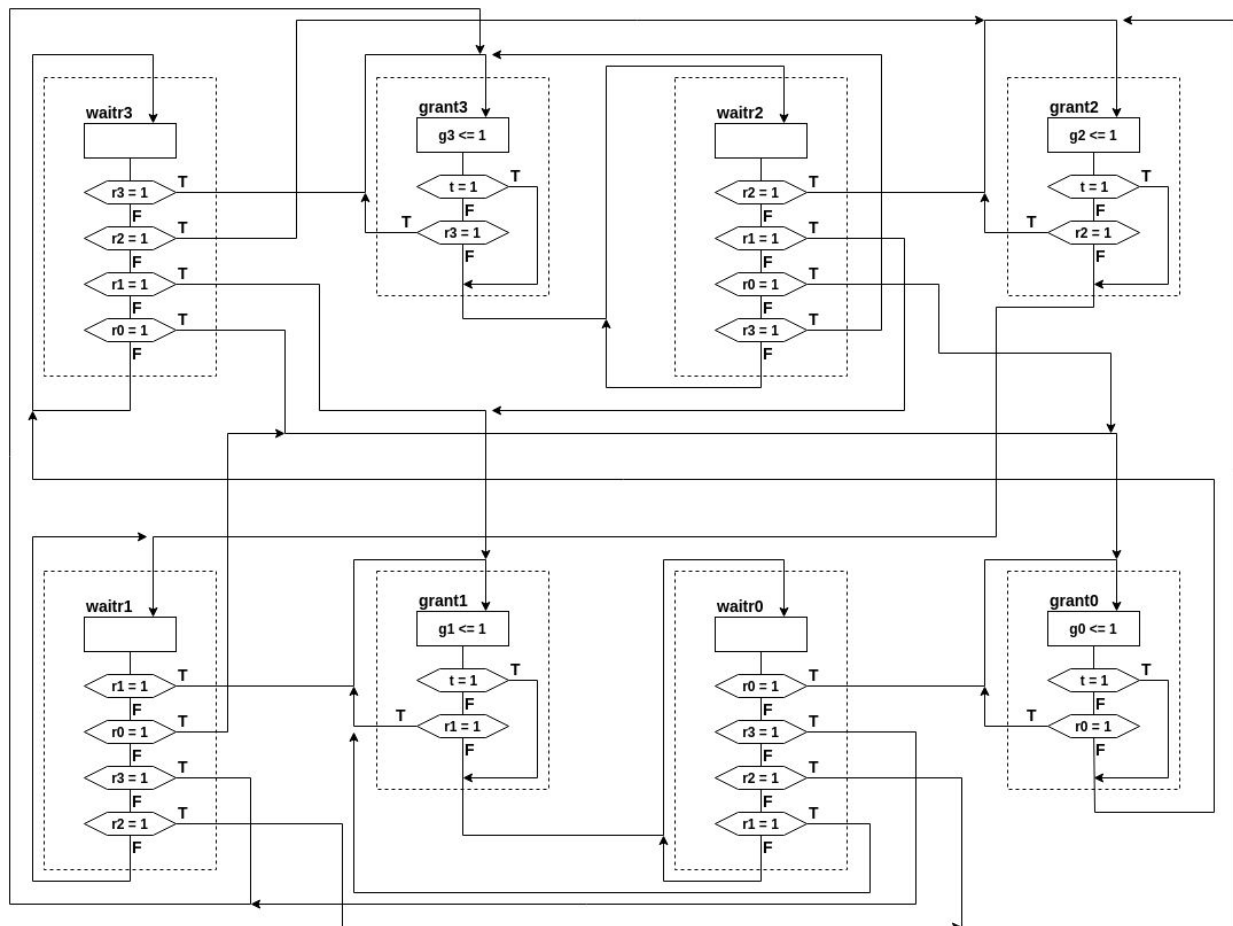 waitr3
r3 = 1
T
F
r2 = 1
T
F
r1 = 1
T
F
r0 = 1
T
F
grant3
g3 <= 1
t = 1
T
F
T
r3 = 1
F
waitr2
r2 = 1
T
F
r1 = 1
T
F
r0 = 1
T
F
r3 = 1
T
F
grant2
g2 <= 1
t = 1
T
F
T
r2 = 1
F
waitr1
r1 = 1
T
F
r0 = 1
T
F
r3 = 1
T
F
r2 = 1
T
F
grant1
g1 <= 1
t = 1
T
F
T
r1 = 1
F
waitr0
r0 = 1
T
F
r3 = 1
T
F
r2 = 1
T
F
r1 = 1
T
F
grant0
g0 <= 1
t = 1
T
F
T
r0 = 1
F